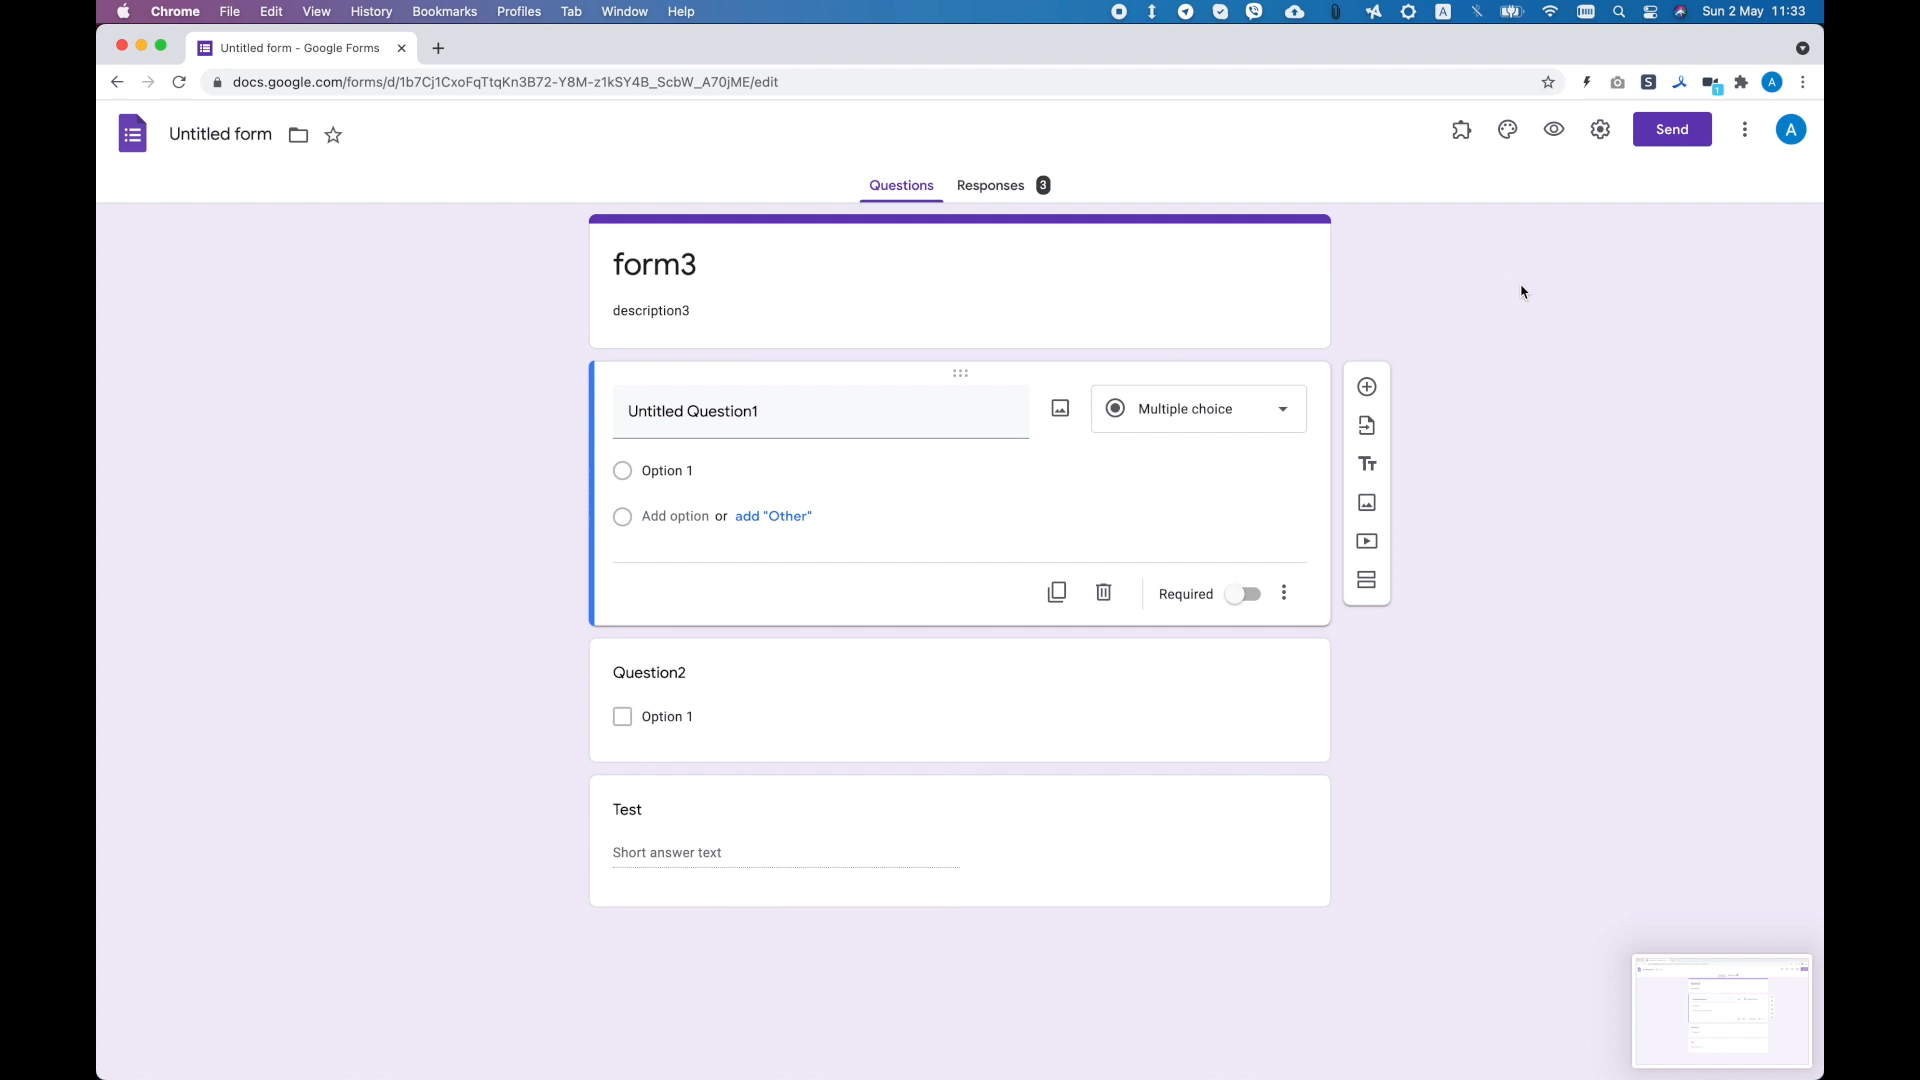 Chrome File Edit View History Bookmarks Profiles Tab Window Help A Sun 2 May 11:33
Untitled form - Google Forms
docs.google.com/forms/d/1b7Cj1CxoFqTtqKn3B72-Y8M-z1kSY4B_ScbW_A70jME/edit S 1 A
Untitled form Send A
Questions Responses 3
form3
description3
Untitled Question1 Multiple choice
Option 1
Add option or add "Other"
Required
Question2
Option 1
Test
Short answer text